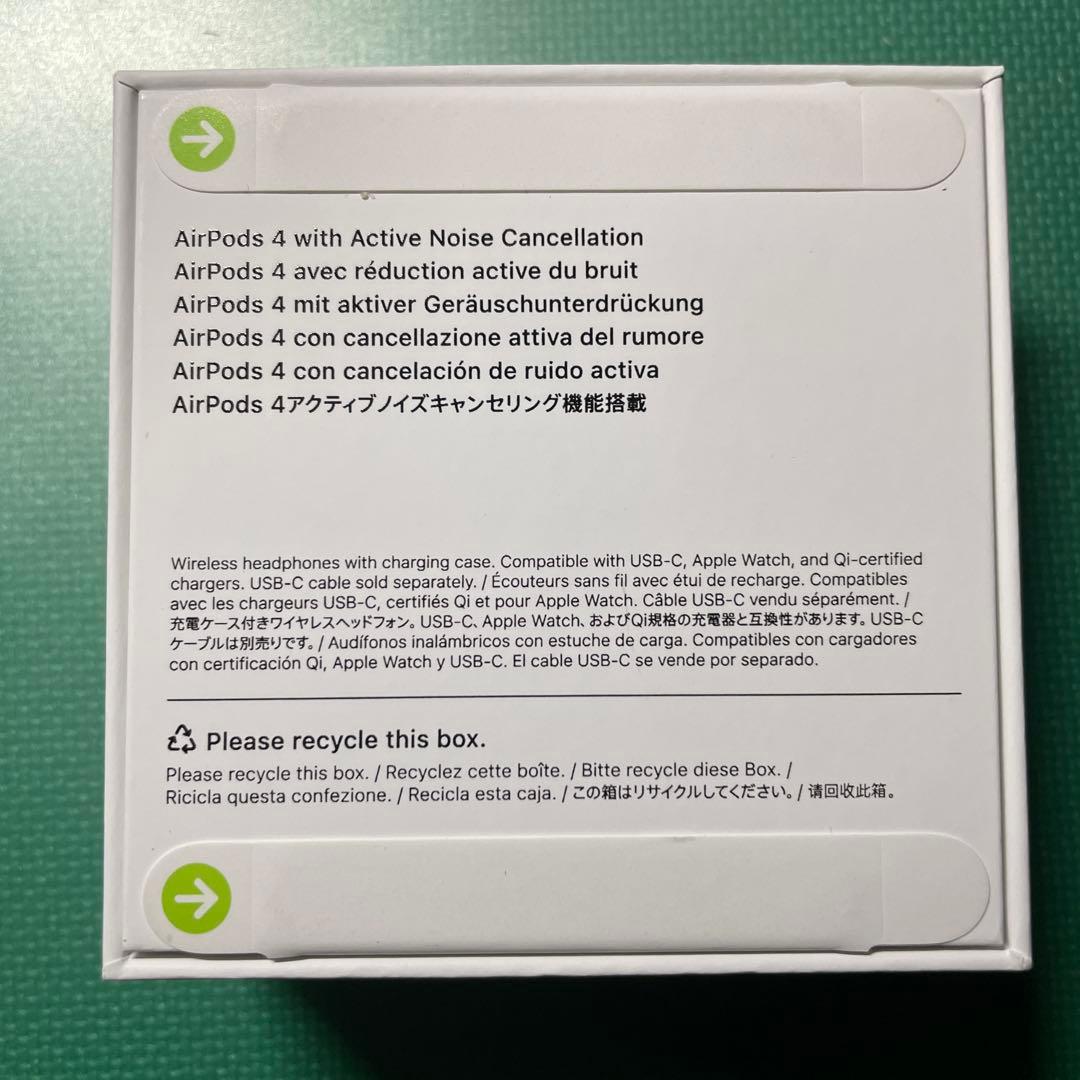 AirPods 4 with Active Noise Cancellation
AirPods 4 avec réduction active du bruit
AirPods 4 mit aktiver Geräuschunterdrückung
AirPods 4 con cancellazione attiva del rumore
AirPods 4 con cancelación de ruido activa
AirPods 4アクティブノイズキャンセリング機能搭載
Wireless headphones with charging case. Compatible with USB-C, Apple Watch, and Qi-certified
chargers. USB-C cable sold separately. / Écouteurs sans fil avec étui de recharge. Compatibles
avec les chargeurs USB-C, certifiés Qi et pour Apple Watch. Câble USB-C vendu séparément. /
充電ケース付きワイヤレスヘッドフォン。USB-C、Apple Watch、およびQi規格の充電器と互換性があります。USB-C
ケーブルは別売りです。/ Audífonos inalámbricos con estuche de carga. Compatibles con cargadores
con certificación Qi, Apple Watch y USB-C. El cable USB-C se vende por separado.
Please recycle this box.
Please recycle this box. / Recyclez cette boîte. / Bitte recycle diese Box. /
Ricicla questa confezione. / Recicla esta caja. / この箱はリサイクルしてください。/ 请回收此箱。